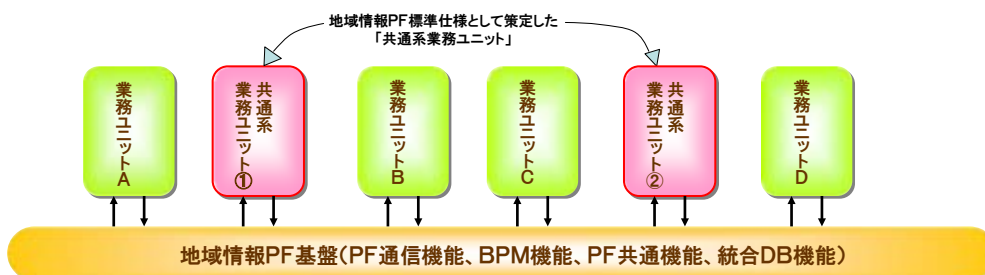 地域情報PF標準仕様として策定した
「共通系業務ユニット」
業務ユニットA
共通系
業務ユニット①
業務ユニットB
業務ユニットC
共通系
業務ユニット②
業務ユニットD
地域情報PF基盤(PF通信機能、BPM機能、PF共通機能、統合DB機能)